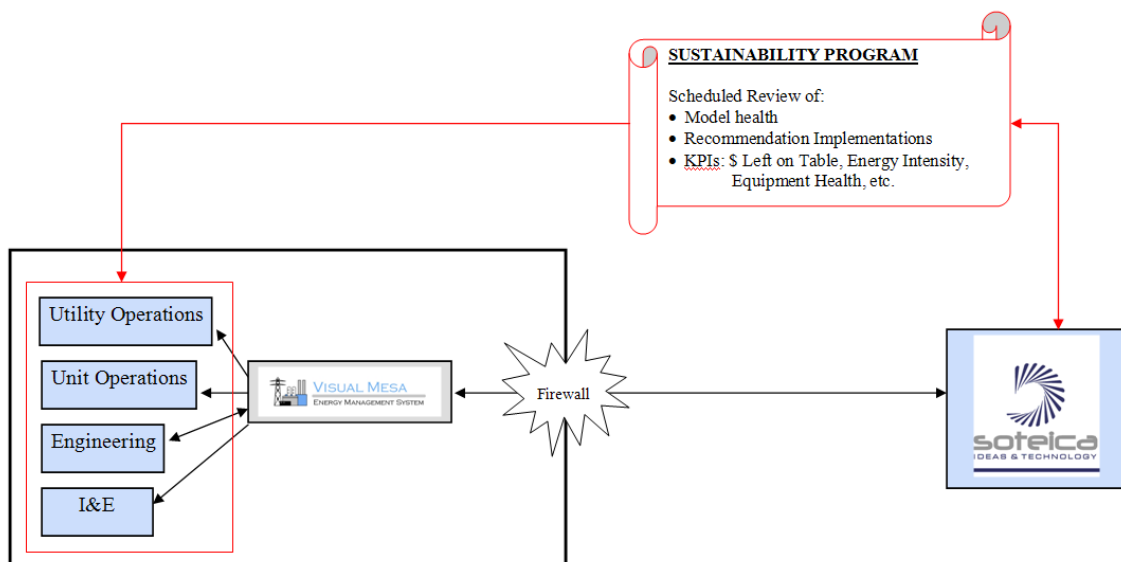 SUSTAINABILITY PROGRAM
Scheduled Review of:
• Model health
• Recommendation Implementations
• KPIs: $ Left on Table, Energy Intensity,
Equipment Health, etc.
Utility Operations
Unit Operations
Engineering
I&E
VISUAL MESA
ENERGY MANAGEMENT SYSTEM
Firewall
soteica
IDEAS & TECHNOLOGY